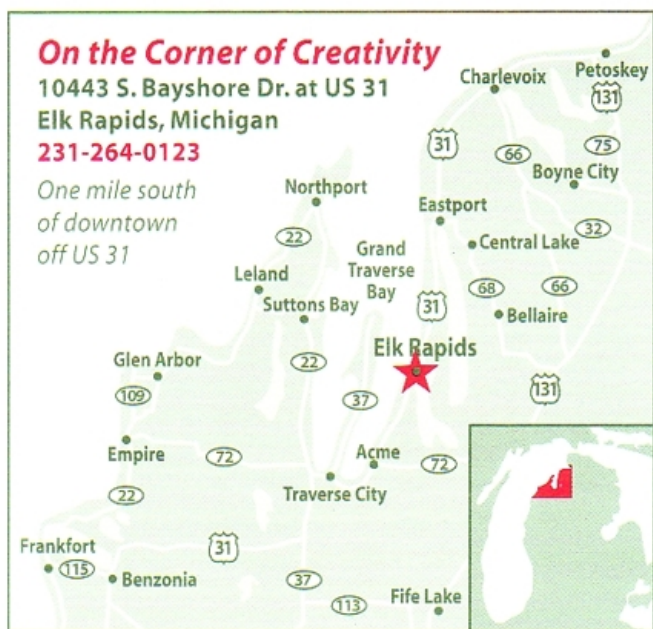 On the Corner of Creativity
10443 S. Bayshore Dr. at US 31
Elk Rapids, Michigan
231-264-0123
One mile south
of downtown
off US 31
Petoskey
Charlevoix
131
31
66
75
Boyne City
Northport
Eastport
32
22
Grand
Traverse
Bay
Central Lake
Leland
Suttons Bay
31
68
66
Bellaire
Elk Rapids
Glen Arbor
22
109
37
131
Empire
72
Acme
72
22
Traverse City
31
Frankfort
115
Benzonia
37
113
Fife Lake